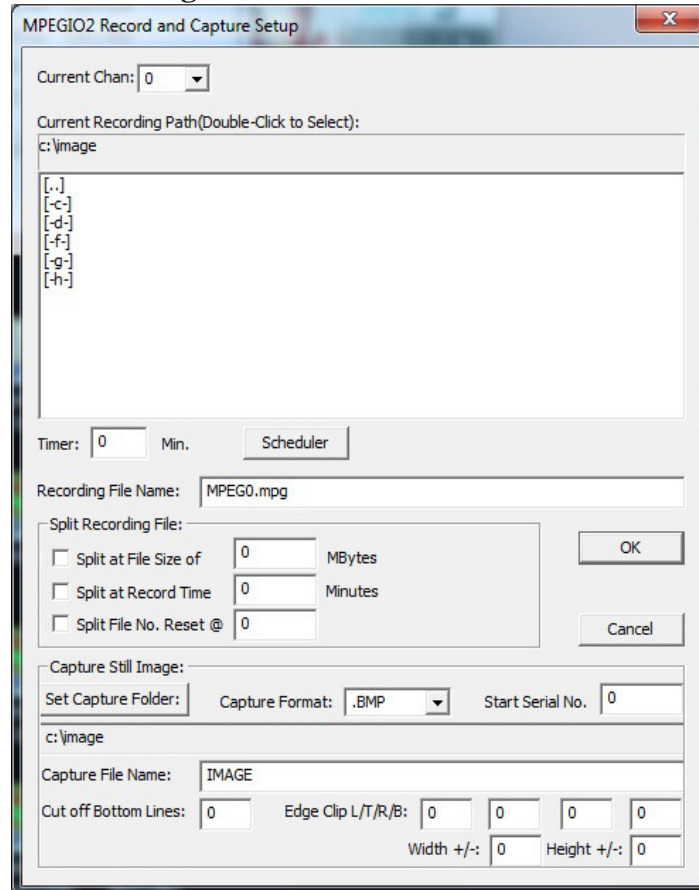 MPEGIO2 Record and Capture Setup
Current Chan: 0
Current Recording Path(Double-Click to Select):
c:\image
[..]
[-c-]
[-d-]
[-f-]
[-g-]
[-h-]
Timer: 0 Min. Scheduler
Recording File Name: MPEG0.mpg
Split Recording File:
Split at File Size of 0 MBytes
OK
Split at Record Time 0 Minutes
Split File No. Reset @ 0
Cancel
Capture Still Image:
Set Capture Folder: Capture Format: .BMP Start Serial No. 0
c:\image
Capture File Name: IMAGE
Cut off Bottom Lines: 0 Edge Clip L/T/R/B: 0 0 0 0
Width +/-: 0 Height +/-: 0